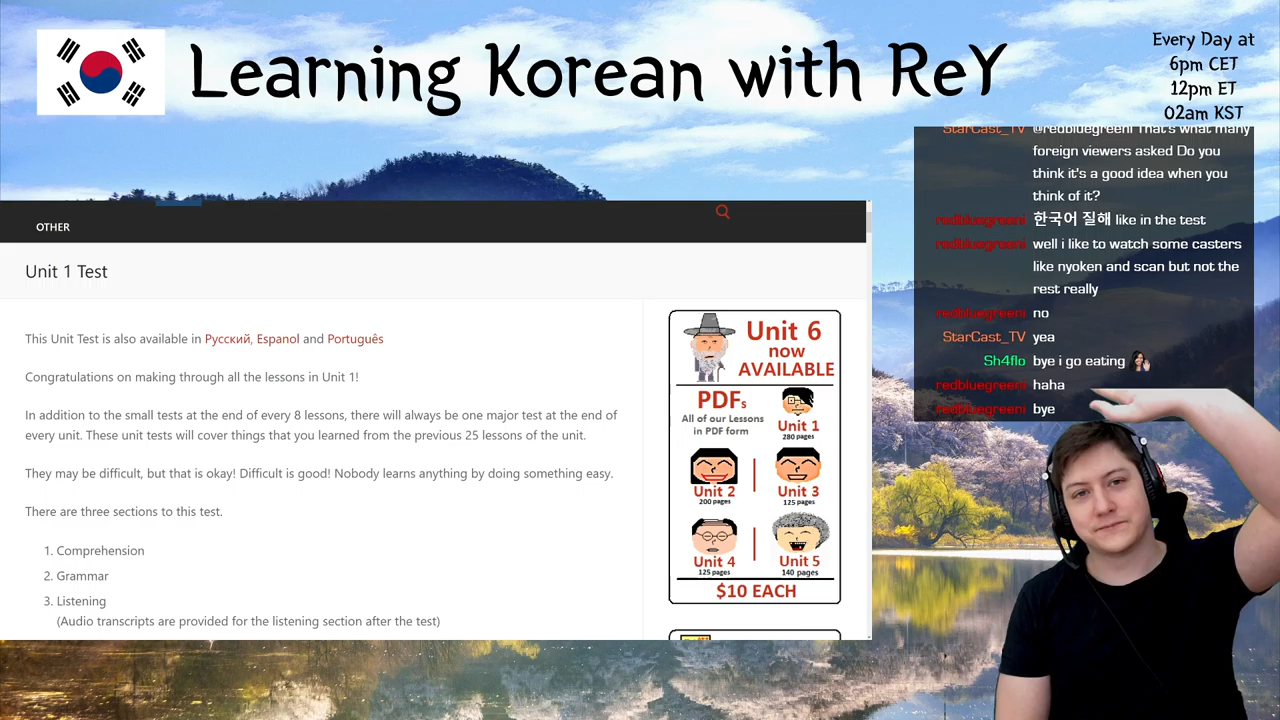 Learning Korean with ReY
Every Day at
6pm CET
12pm ET
02am KST
OTHER
Unit 1 Test
This Unit Test is also available in Русский, Espanol and Português
Congratulations on making through all the lessons in Unit 1!
In addition to the small tests at the end of every 8 lessons, there will always be one major test at the end of
every unit. These unit tests will cover things that you learned from the previous 25 lessons of the unit.
They may be difficult, but that is okay! Difficult is good! Nobody learns anything by doing something easy.
There are three sections to this test.
1. Comprehension
2. Grammar
3. Listening
(Audio transcripts are provided for the listening section after the test)
Unit 6
now
AVAILABLE
PDFs
All of our Lessons
in PDF form
Unit 1
280 pages
Unit 2
200 pages
Unit 3
125 pages
Unit 4
125 pages
Unit 5
140 pages
$10 EACH
StarCast_TV @redbluegreeni That's what many
foreign viewers asked Do you
think it's a good idea when you
think of it?
redbluegreeni 한국어 질해 like in the test
redbluegreeni well i like to watch some casters
like nyoken and scan but not the
rest really
redbluegreeni no
StarCast_TV yea
Sh4flo bye i go eating
redbluegreeni haha
redbluegreeni bye